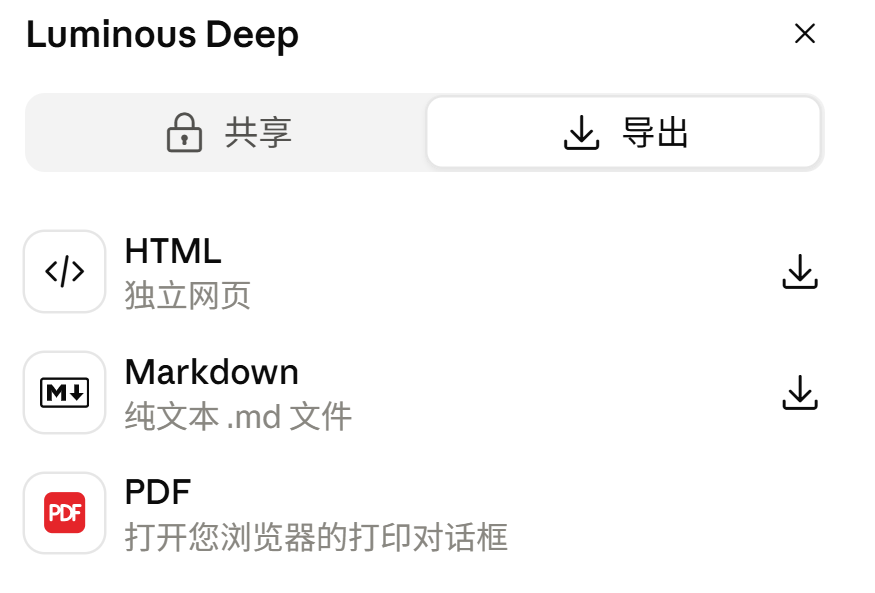 Luminous Deep
共享
导出
</>
HTML
独立网页
M
Markdown
纯文本 .md 文件
PDF
PDF
打开您浏览器的打印对话框